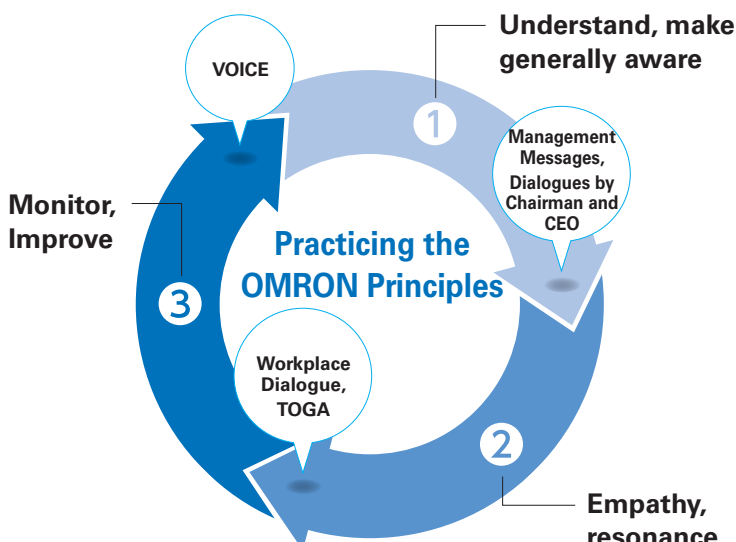 VOICE
Understand, make
generally aware
1
Management
Messages,
Dialogues by
Chairman and
CEO
Monitor,
Improve
Practicing the
OMRON Principles
3
Workplace
Dialogue,
TOGA
2
Empathy,
resonance